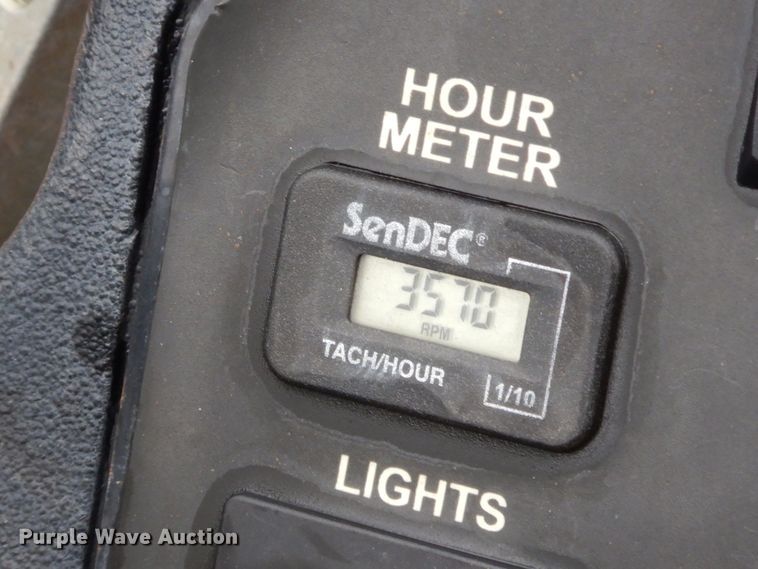 HOUR
METER
SenDEC®
3570
RPM
TACH/HOUR
1/10
LIGHTS
Purple Wave Auction®